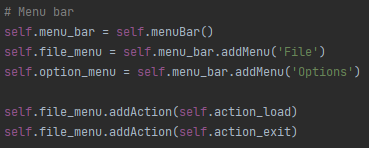 # Menu bar
self.menu_bar = self.menuBar()
self.file_menu = self.menu_bar.addMenu('File')
self.option_menu = self.menu_bar.addMenu('Options')
self.file_menu.addAction(self.action_load)
self.file_menu.addAction(self.action_exit)